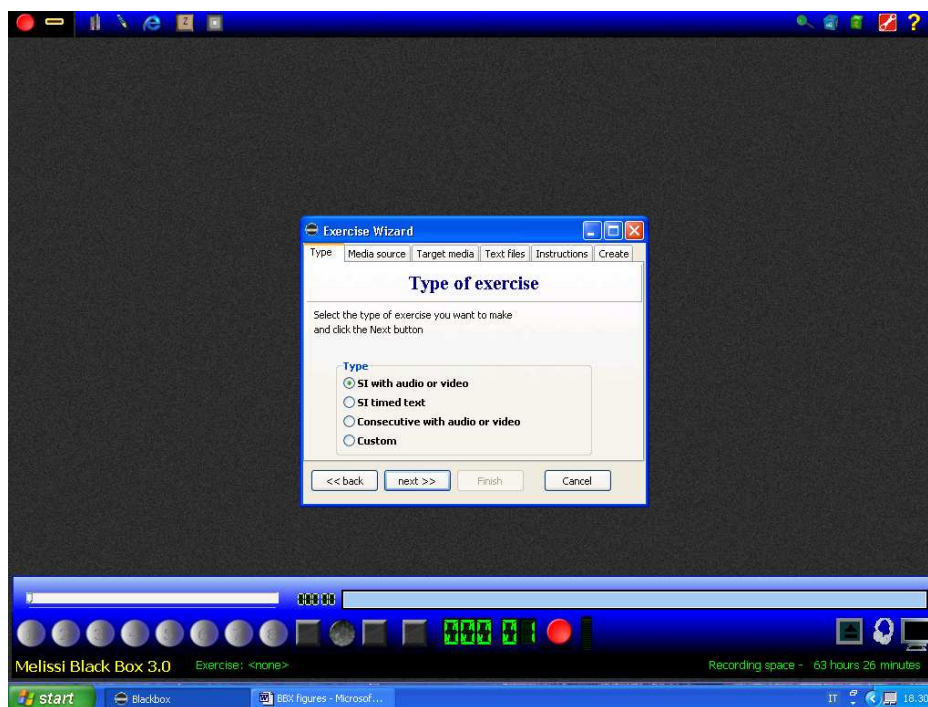 Z
?
Exercise Wizard
Type Media source Target media Text files Instructions Create
Type of exercise
Select the type of exercise you want to make
and click the Next button
Type
SI with audio or video
SI timed text
Consecutive with audio or video
Custom
<< back next >> Finish Cancel
Melissi Black Box 3.0 Exercise: <none> Recording space - 63 hours 26 minutes
start Blackbox BBX figures - Microsof... IT 18.30